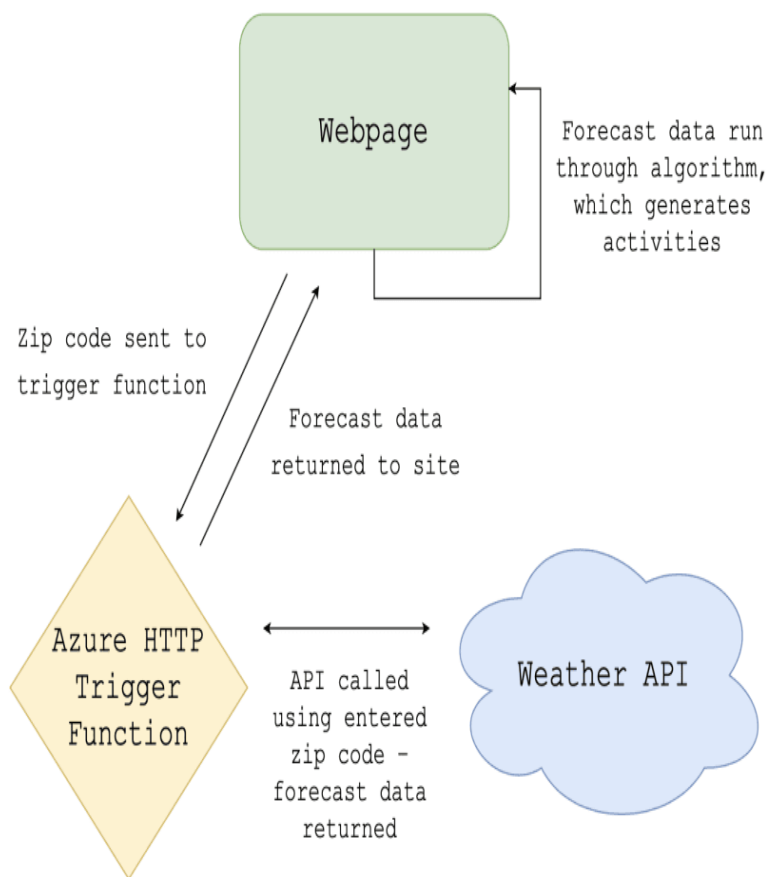 Webpage
Forecast data run
through algorithm,
which generates
activities
Zip code sent to
trigger function
Forecast data
returned to site
Azure HTTP
Trigger
Function
API called
using entered
zip code –
forecast data
returned
Weather API